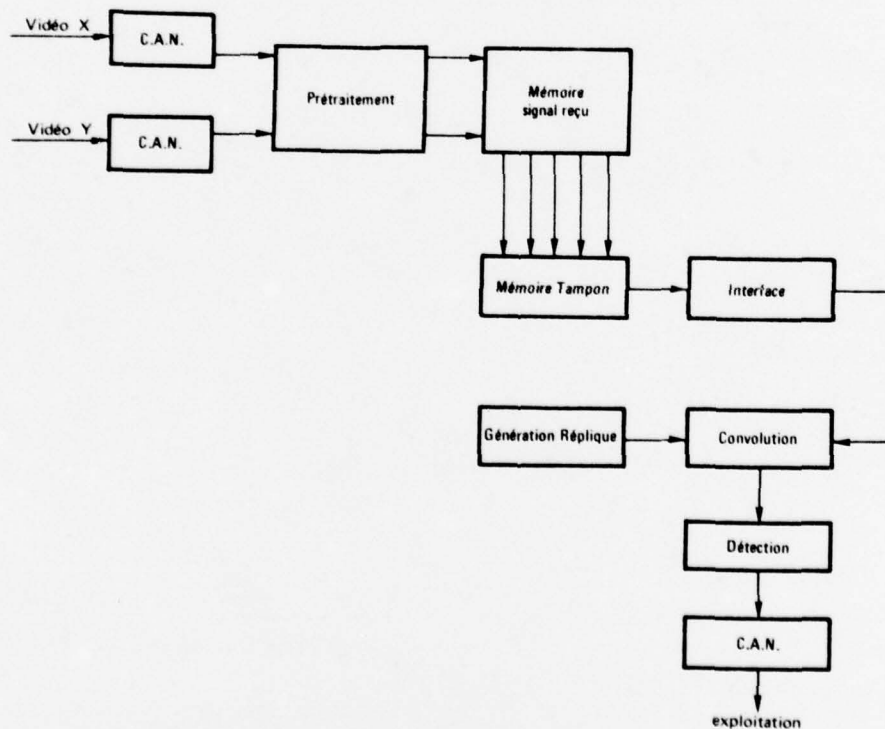 Vidéo X
C.A.N.
Prétraitement
Mémoire
signal reçu
Vidéo Y
C.A.N.
Mémoire Tampon
Interface
Génération Réplique
Convolution
Détection
C.A.N.
exploitation